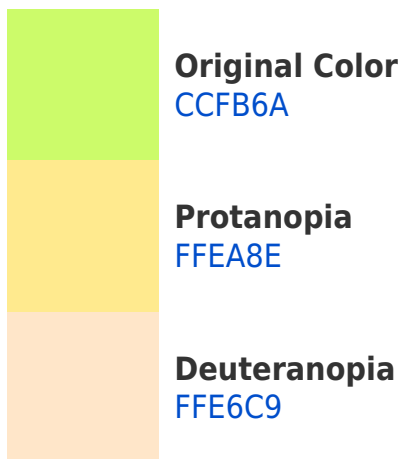 Original Color
CCFB6A
Protanopia
FFEA8E
Deuteranopia
FFE6C9